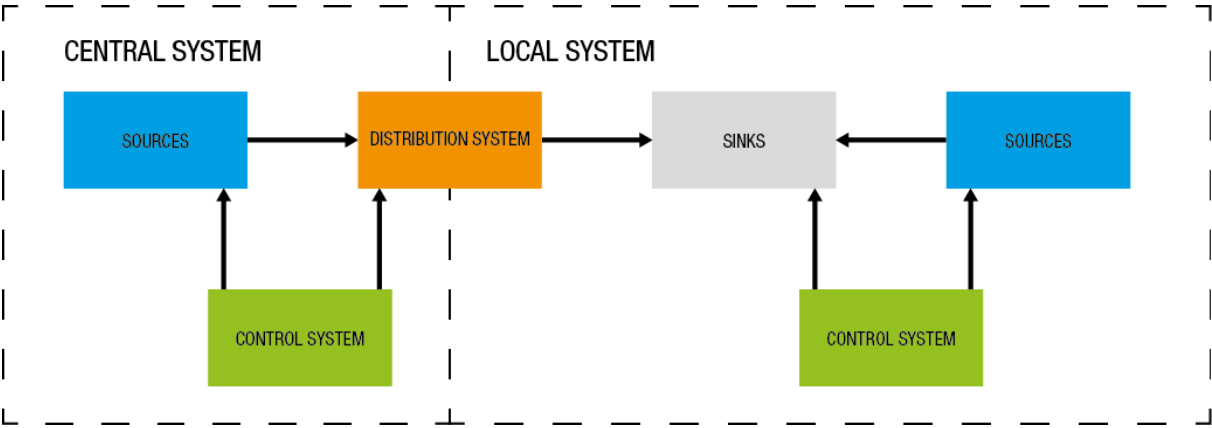 CENTRAL SYSTEM
LOCAL SYSTEM
SOURCES
DISTRIBUTION SYSTEM
SINKS
SOURCES
CONTROL SYSTEM
CONTROL SYSTEM